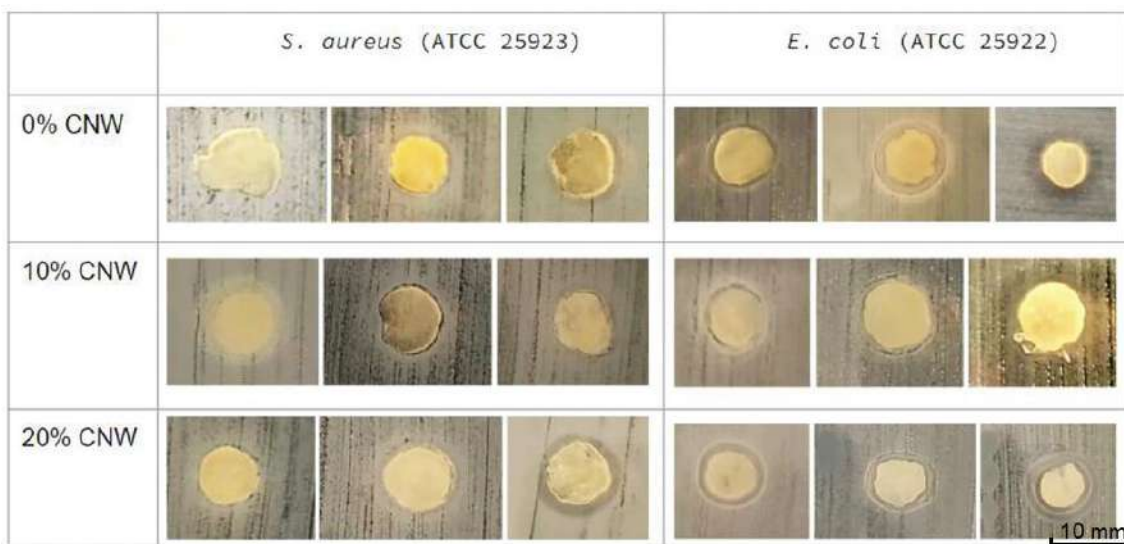 S. aureus (ATCC 25923) E. coli (ATCC 25922)
0% CNW
10% CNW
20% CNW
10 mm